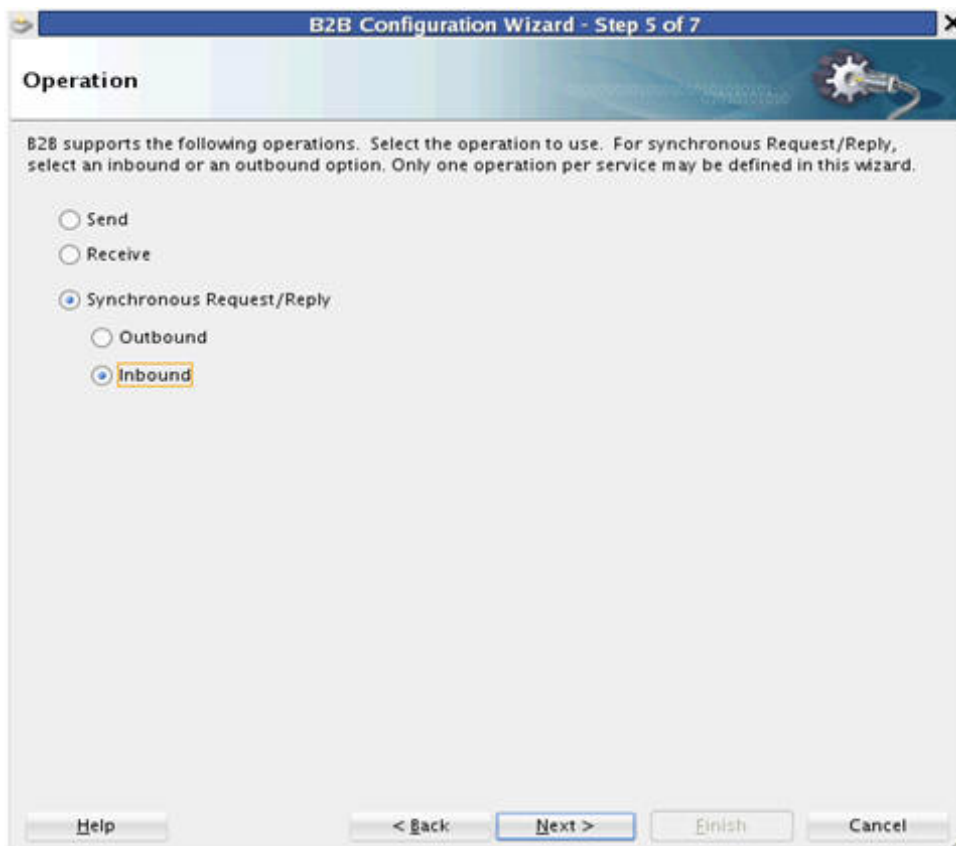 B2B Configuration Wizard - Step 5 of 7
Operation
B2B supports the following operations. Select the operation to use. For synchronous Request/Reply,
select an inbound or an outbound option. Only one operation per service may be defined in this wizard.
Send
Receive
Synchronous Request/Reply
Outbound
Inbound
Help
< Back
Next >
Finish
Cancel